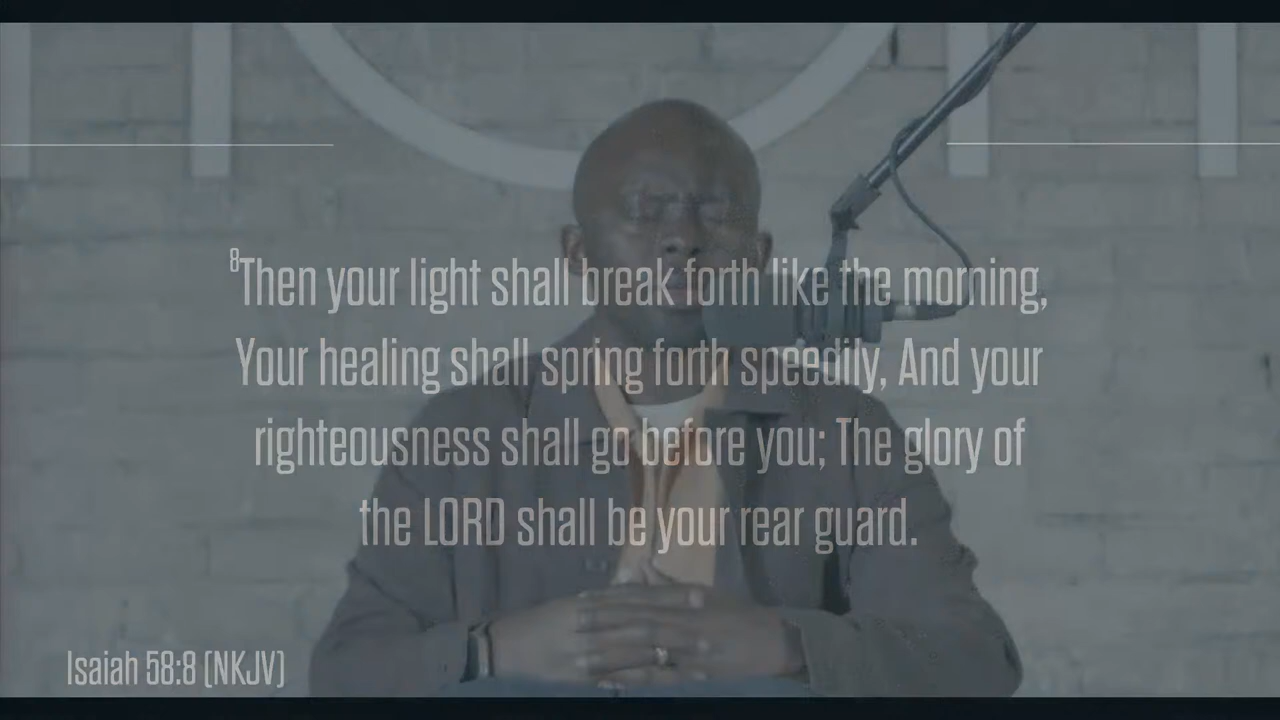 ⁸Then your light shall break forth like the morning,
Your healing shall spring forth speedily, And your
righteousness shall go before you; The glory of
the LORD shall be your rear guard.
Isaiah 58:8 (NKJV)